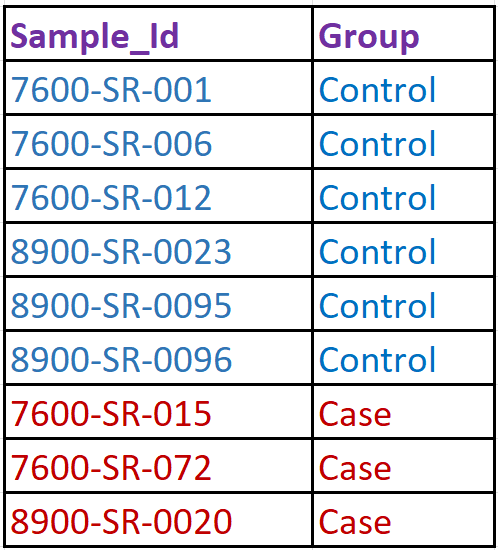 Sample_Id Group
7600-SR-001 Control
7600-SR-006 Control
7600-SR-012 Control
8900-SR-0023 Control
8900-SR-0095 Control
8900-SR-0096 Control
7600-SR-015 Case
7600-SR-072 Case
8900-SR-0020 Case